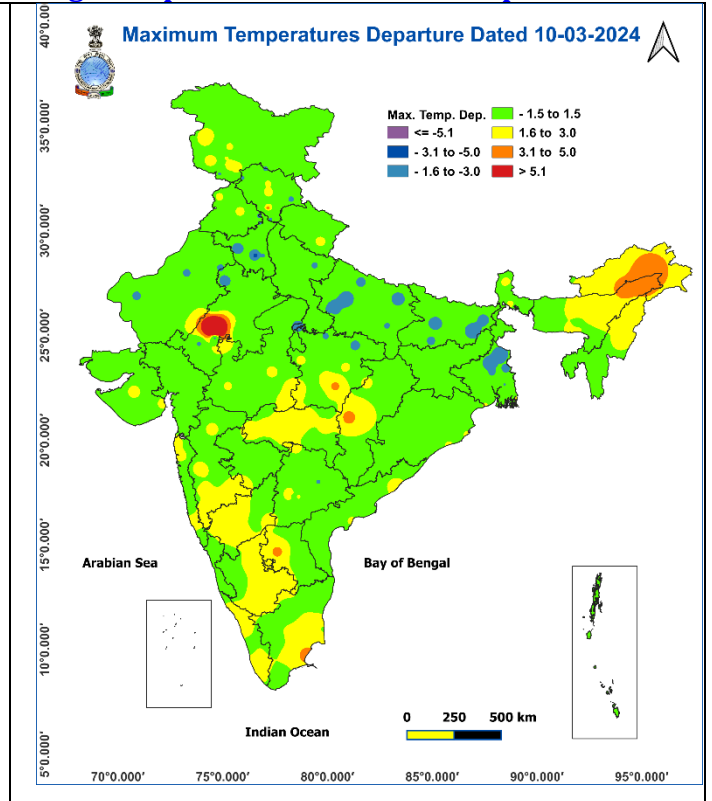 Maximum Temperatures Departure Dated 10-03-2024
Max. Temp. Dep.
<= -5.1
- 3.1 to -5.0
- 1.6 to -3.0
- 1.5 to 1.5
1.6 to 3.0
3.1 to 5.0
> 5.1
40°0.000'
35°0.000'
30°0.000'
25°0.000'
20°0.000'
15°0.000'
10°0.000'
5°0.000'
Arabian Sea
Bay of Bengal
Indian Ocean
0 250 500 km
70°0.000' 75°0.000' 80°0.000' 85°0.000' 90°0.000' 95°0.000'